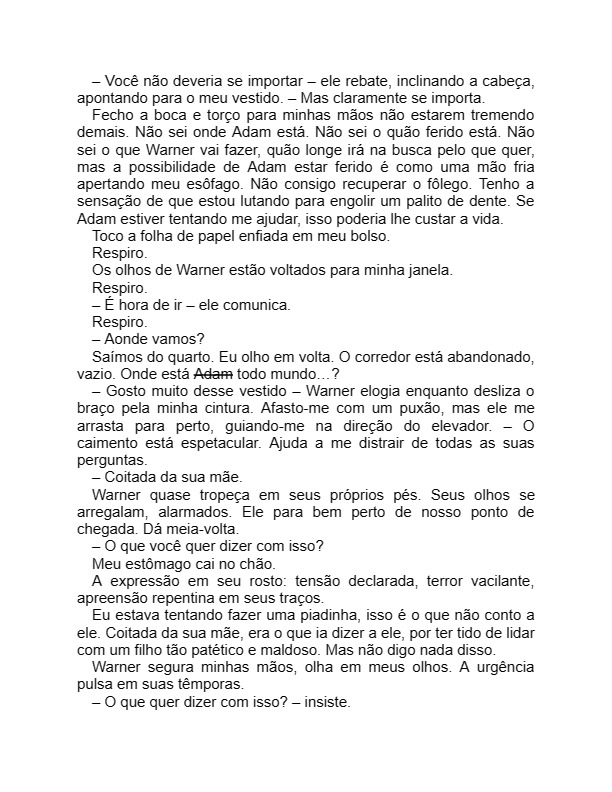 – Você não deveria se importar – ele rebate, inclinando a cabeça,
apontando para o meu vestido. – Mas claramente se importa.
Fecho a boca e torço para minhas mãos não estarem tremendo
demais. Não sei onde Adam está. Não sei o quão ferido está. Não
sei o que Warner vai fazer, quão longe irá na busca pelo que quer,
mas a possibilidade de Adam estar ferido é como uma mão fria
apertando meu esôfago. Não consigo recuperar o fôlego. Tenho a
sensação de que estou lutando para engolir um palito de dente. Se
Adam estiver tentando me ajudar, isso poderia lhe custar a vida.
Toco a folha de papel enfiada em meu bolso.
Respiro.
Os olhos de Warner estão voltados para minha janela.
Respiro.
– É hora de ir – ele comunica.
Respiro.
– Aonde vamos?
Saímos do quarto. Eu olho em volta. O corredor está abandonado,
vazio. Onde está Adam todo mundo…?
– Gosto muito desse vestido – Warner elogia enquanto desliza o
braço pela minha cintura. Afasto-me com um puxão, mas ele me
arrasta para perto, guiando-me na direção do elevador. – O
caimento está espetacular. Ajuda a me distrair de todas as suas
perguntas.
– Coitada da sua mãe.
Warner quase tropeça em seus próprios pés. Seus olhos se
arregalam, alarmados. Ele para bem perto de nosso ponto de
chegada. Dá meia-volta.
– O que você quer dizer com isso?
Meu estômago cai no chão.
A expressão em seu rosto: tensão declarada, terror vacilante,
apreensão repentina em seus traços.
Eu estava tentando fazer uma piadinha, isso é o que não conto a
ele. Coitada da sua mãe, era o que ia dizer a ele, por ter tido de lidar
com um filho tão patético e maldoso. Mas não digo nada disso.
Warner segura minhas mãos, olha em meus olhos. A urgência
pulsa em suas têmporas.
– O que quer dizer com isso? – insiste.